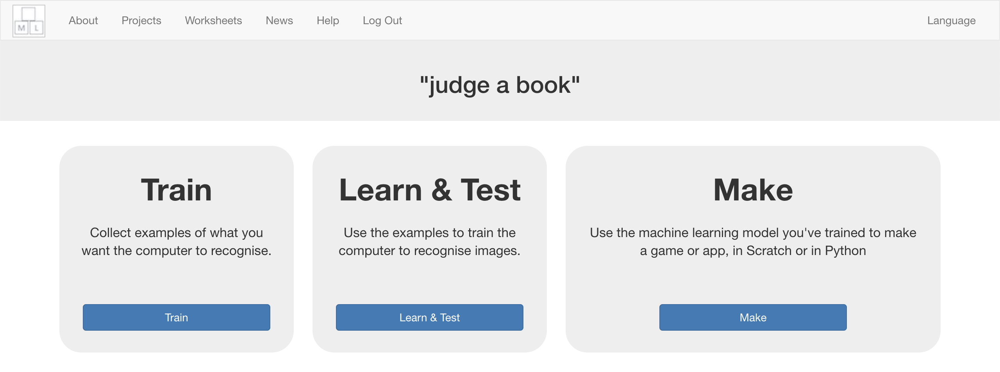 M L
About
Projects
Worksheets
News
Help
Log Out
Language
"judge a book"
Train
Collect examples of what you
want the computer to recognise.
Train
Learn & Test
Use the examples to train the
computer to recognise images.
Learn & Test
Make
Use the machine learning model you've trained to make
a game or app, in Scratch or in Python
Make